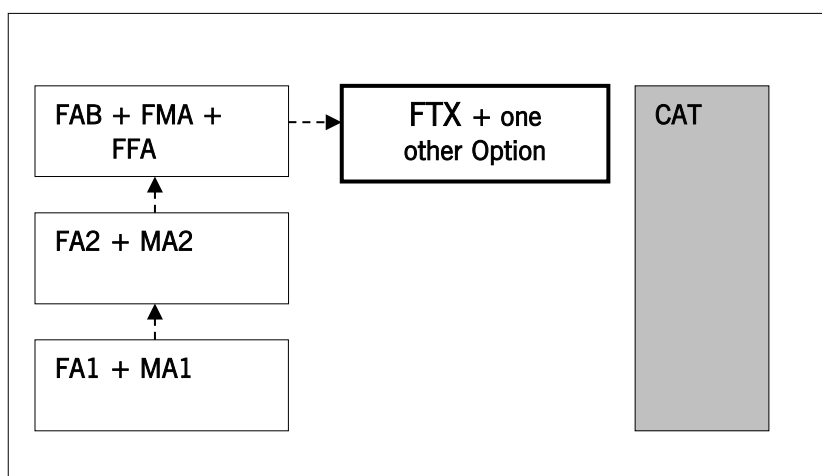 FAB + FMA +
FFA
FTX + one
other Option
CAT
FA2 + MA2
FA1 + MA1